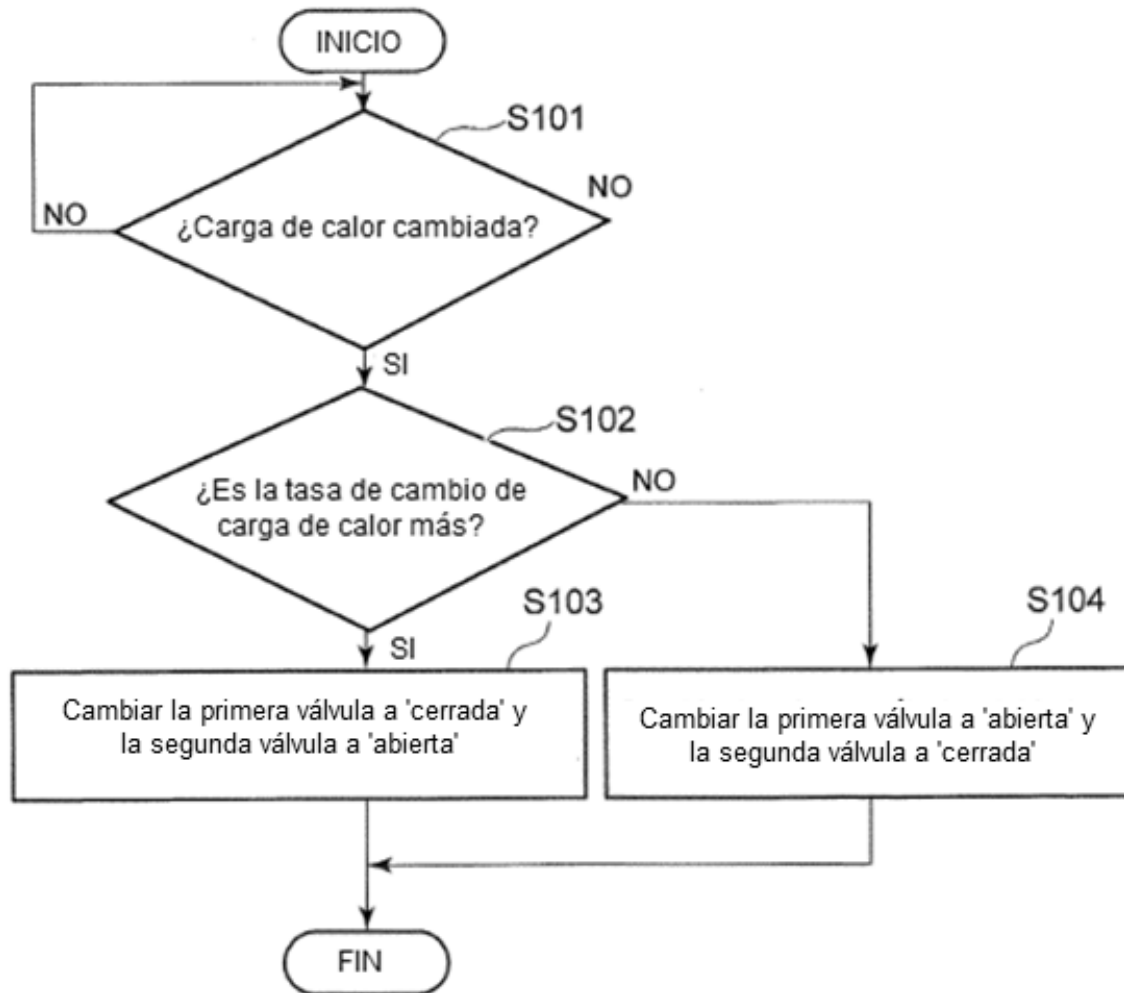 INICIO
S101
NO
NO
¿Carga de calor cambiada?
SI
S102
NO
¿Es la tasa de cambio de
carga de calor más?
SI
S103
S104
Cambiar la primera válvula a 'cerrada' y
la segunda válvula a 'abierta'
Cambiar la primera válvula a 'abierta' y
la segunda válvula a 'cerrada'
FIN